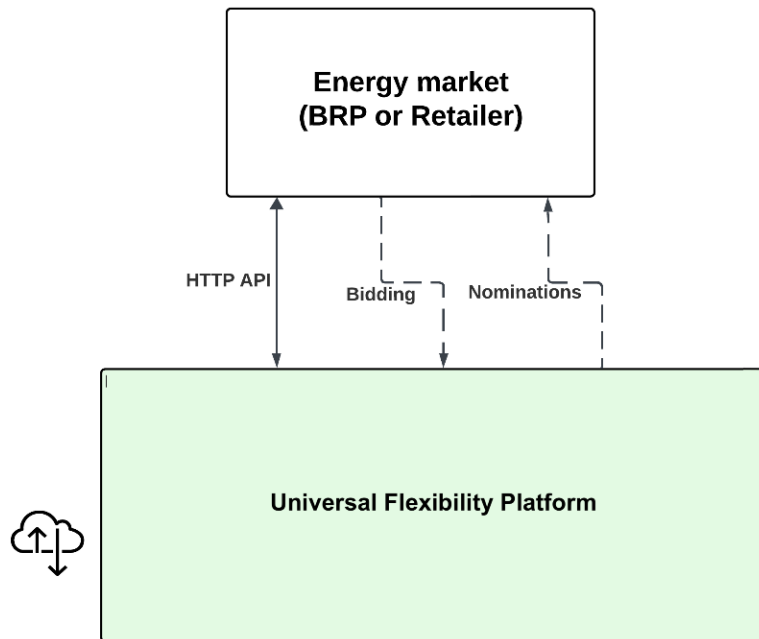 Energy market
(BRP or Retailer)
HTTP API
Bidding
Nominations
Universal Flexibility Platform